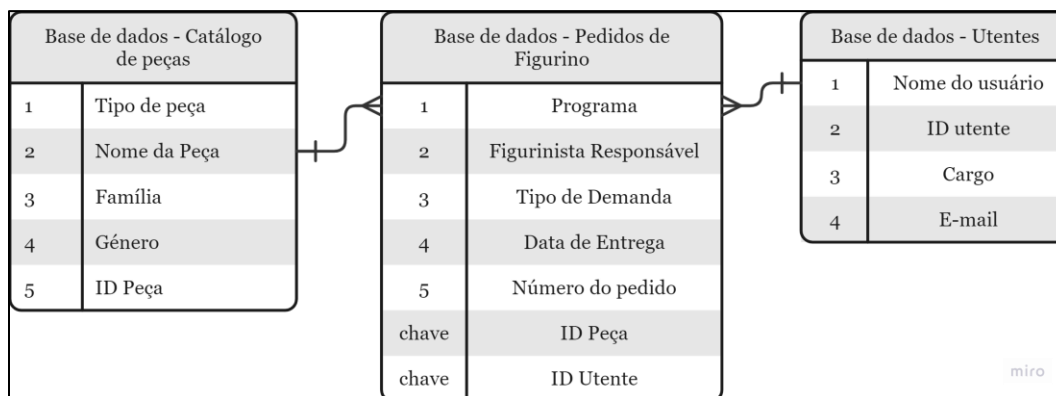 Base de dados - Catálogo
de peças
1 Tipo de peça
2 Nome da Peça
3 Família
4 Género
5 ID Peça
Base de dados - Pedidos de
Figurino
1 Programa
2 Figurinista Responsável
3 Tipo de Demanda
4 Data de Entrega
5 Número do pedido
chave ID Peça
chave ID Utente
Base de dados - Utentes
1 Nome do usuário
2 ID utente
3 Cargo
4 E-mail
miro